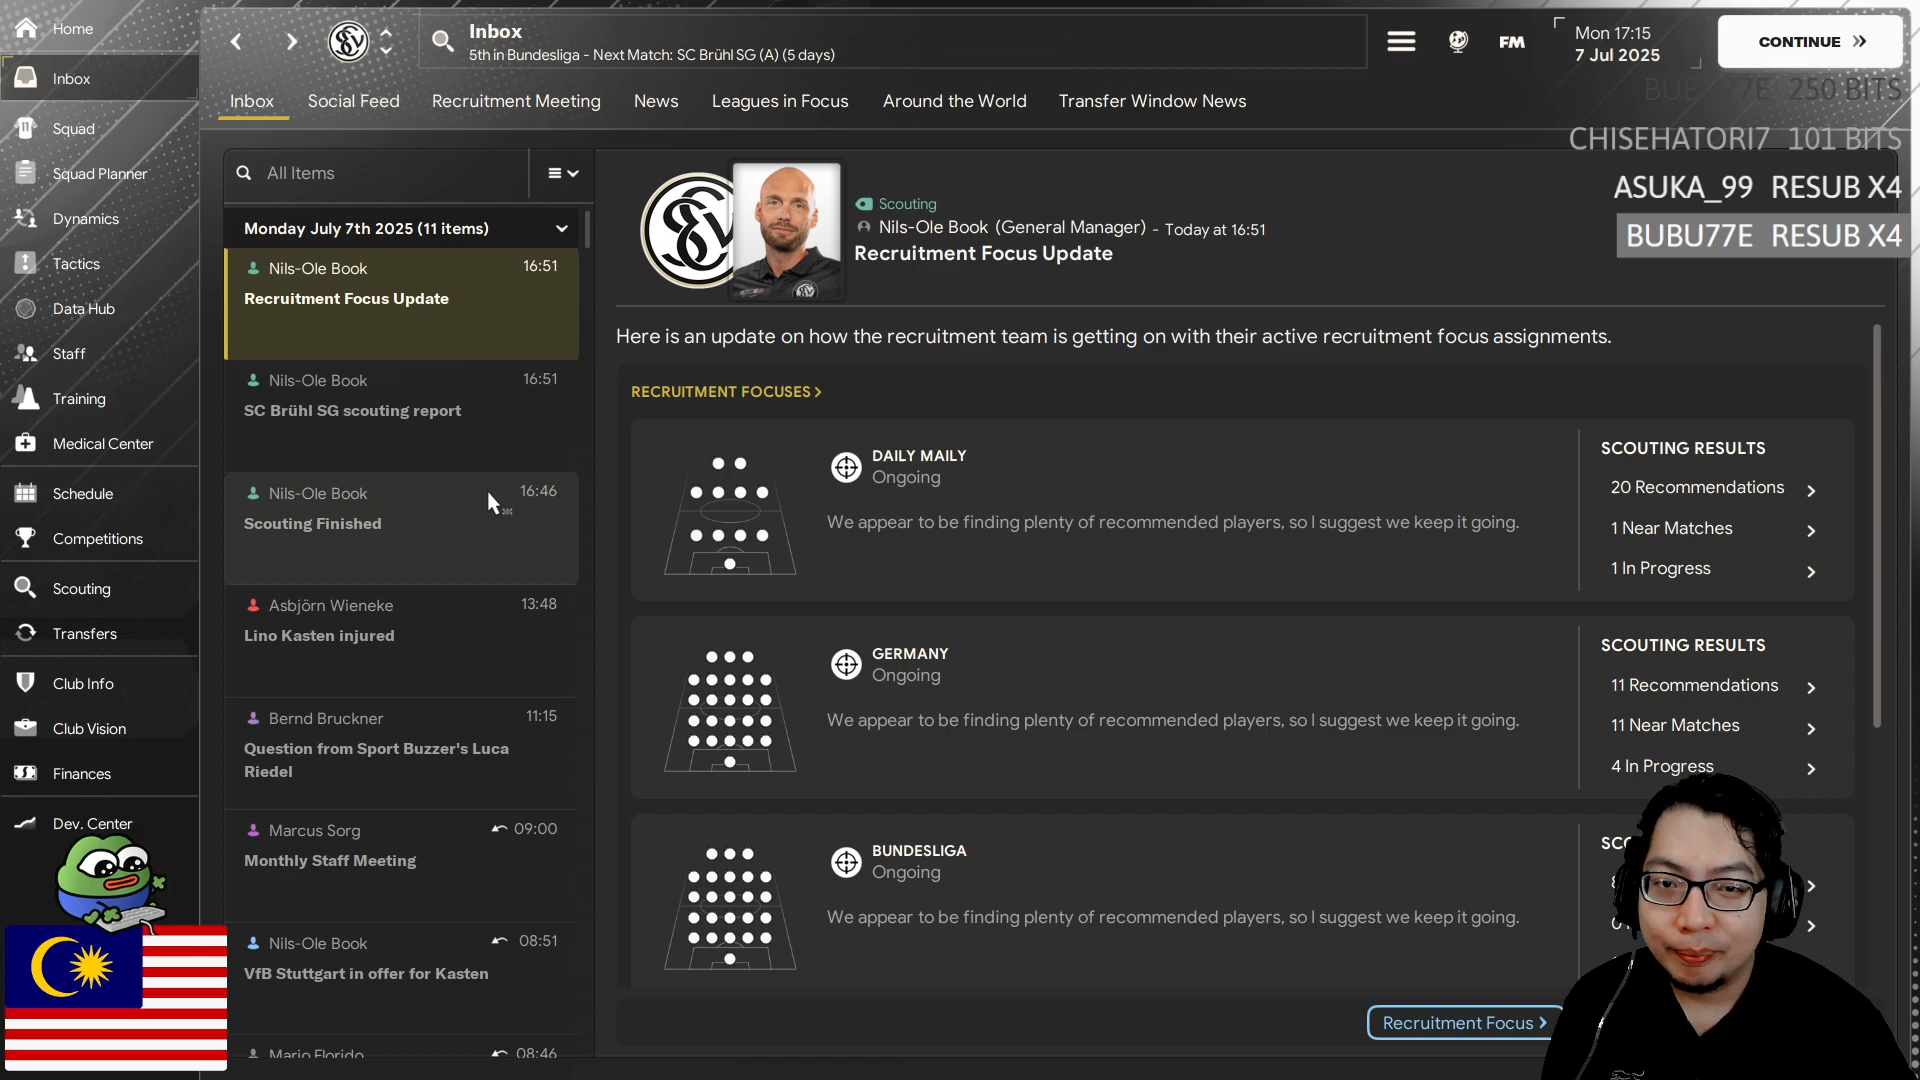 Home
Inbox
Squad
Squad Planner
Dynamics
Tactics
Data Hub
Staff
Training
Medical Center
Schedule
Competitions
Scouting
Transfers
Club Info
Club Vision
Finances
Dev. Center
Inbox
5th in Bundesliga - Next Match: SC Brühl SG (A) (5 days)
FM
Mon 17:15
7 Jul 2025
CONTINUE
Inbox
Social Feed
Recruitment Meeting
News
Leagues in Focus
Around the World
Transfer Window News
BUBU77E 250 BITS
CHISEHATORI7 101 BITS
ASUKA_99 RESUB X4
BUBU77E RESUB X4
All Items
Monday July 7th 2025 (11 items)
Nils-Ole Book 16:51
Recruitment Focus Update
Nils-Ole Book 16:51
SC Brühl SG scouting report
Nils-Ole Book 16:46
Scouting Finished
Asbjörn Wieneke 13:48
Lino Kasten injured
Bernd Bruckner 11:15
Question from Sport Buzzer's Luca
Riedel
Marcus Sorg 09:00
Monthly Staff Meeting
Nils-Ole Book 08:51
VfB Stuttgart in offer for Kasten
Mario Florido 08:46
Scouting
Nils-Ole Book (General Manager) - Today at 16:51
Recruitment Focus Update
Here is an update on how the recruitment team is getting on with their active recruitment focus assignments.
RECRUITMENT FOCUSES
DAILY MAILY
Ongoing
We appear to be finding plenty of recommended players, so I suggest we keep it going.
SCOUTING RESULTS
20 Recommendations
1 Near Matches
1 In Progress
GERMANY
Ongoing
We appear to be finding plenty of recommended players, so I suggest we keep it going.
SCOUTING RESULTS
11 Recommendations
11 Near Matches
4 In Progress
BUNDESLIGA
Ongoing
We appear to be finding plenty of recommended players, so I suggest we keep it going.
Recruitment Focus